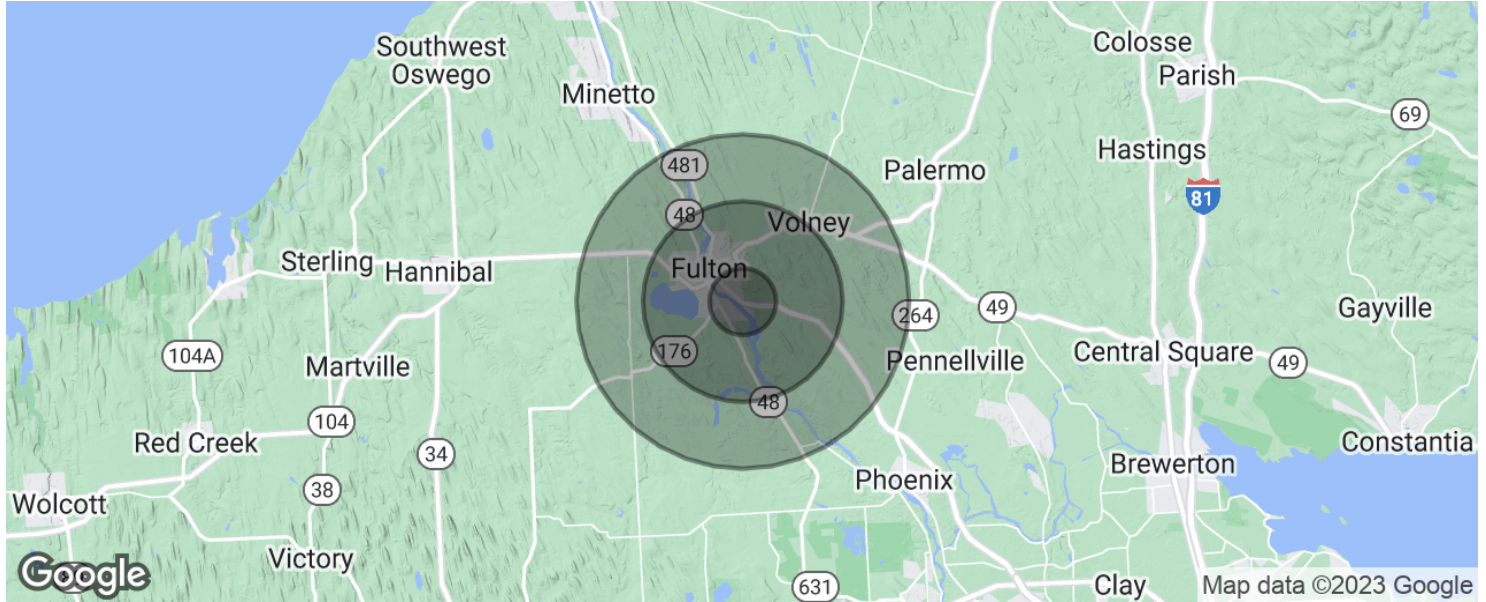 Southwest
Oswego
Colosse
Parish
Minetto
69
Hastings
481
Palermo
81
48
Volney
Sterling
Hannibal
Fulton
49
264
Gayville
104A
176
Martville
Pennellville
Central Square
49
48
104
Red Creek
34
Constantia
Brewerton
Phoenix
38
Wolcott
Victory
Google
631
Clay
Map data ©2023 Google